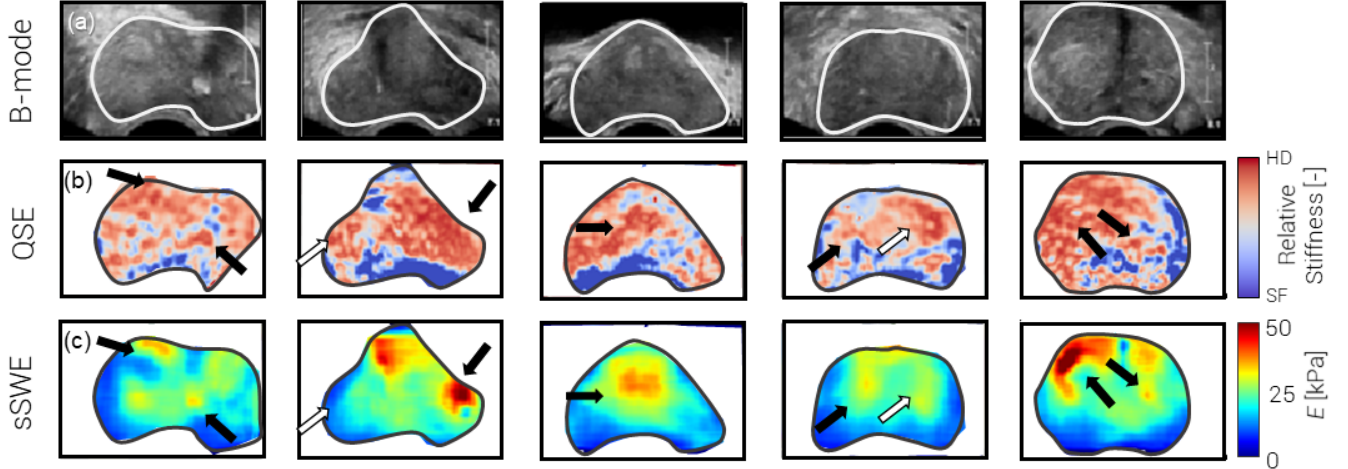 B-mode
(a)
QSE
(b)
HD
Relative
Stiffness [-]
SF
sSWE
(c)
50
25
0
E [kPa]